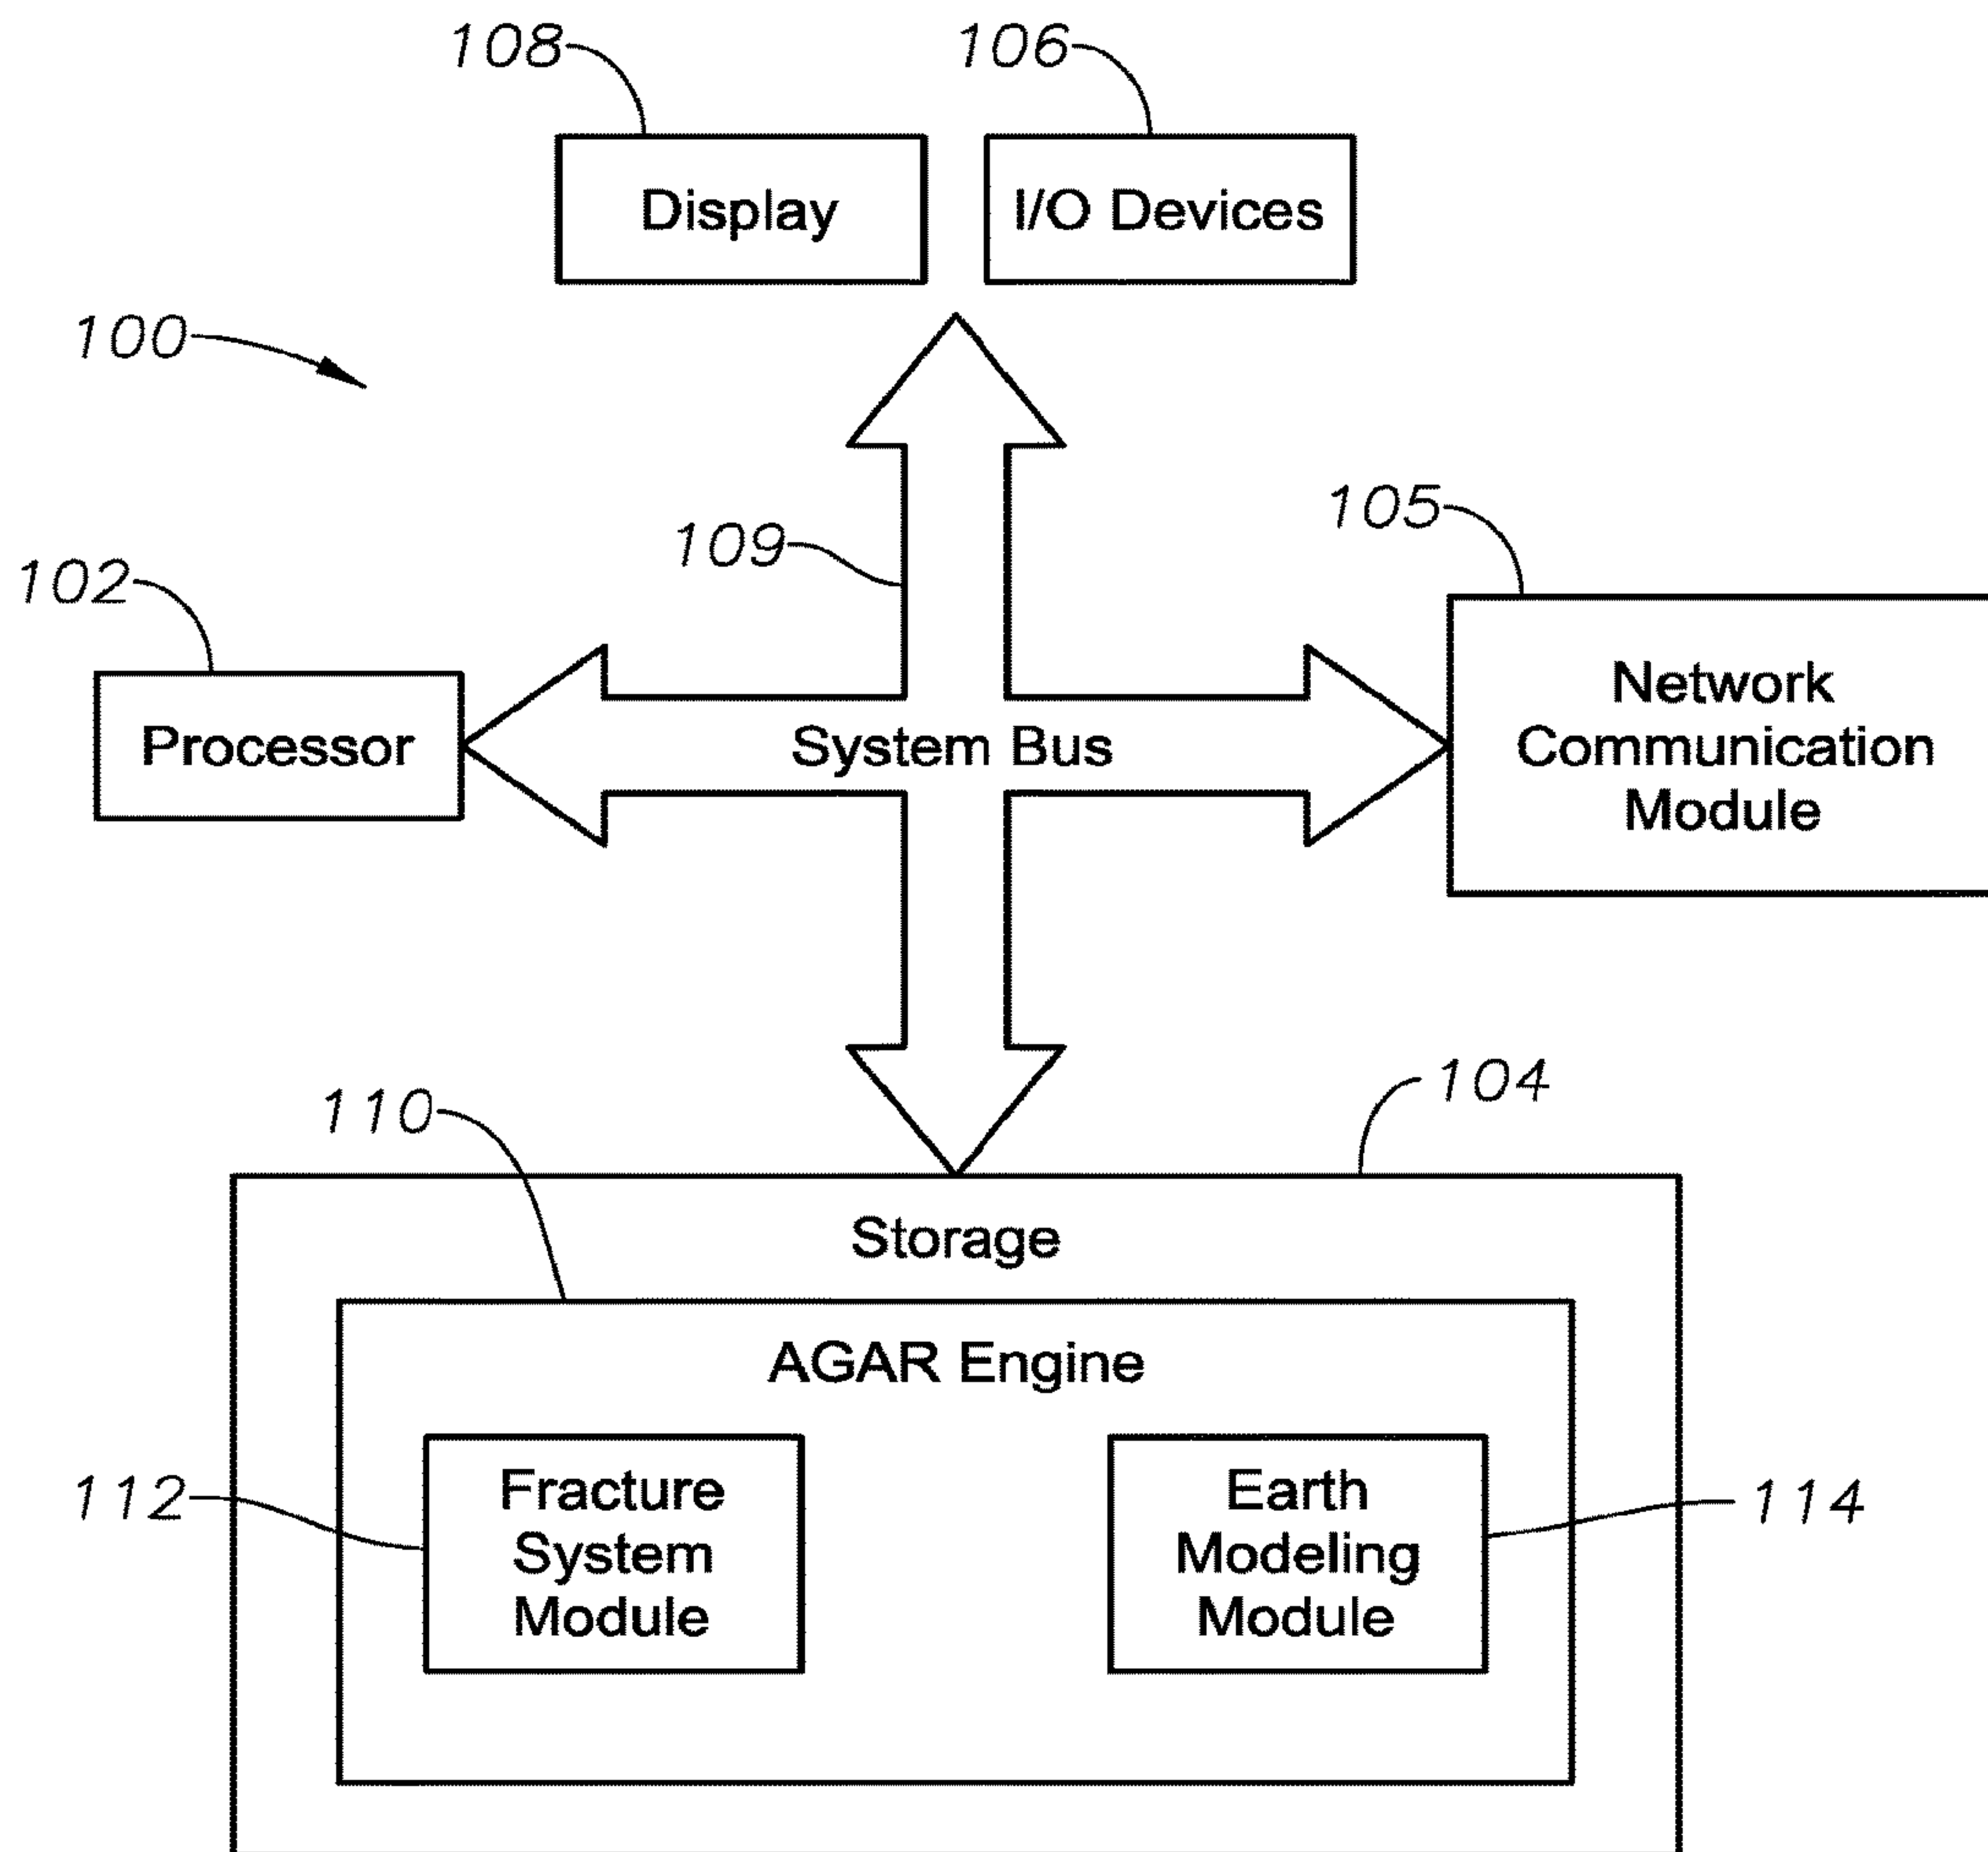 108
106
Display
I/O Devices
100
109
105
102
Processor
System Bus
Network
Communication
Module
104
110
Storage
AGAR Engine
112
Fracture
System
Module
Earth
Modeling
Module
114